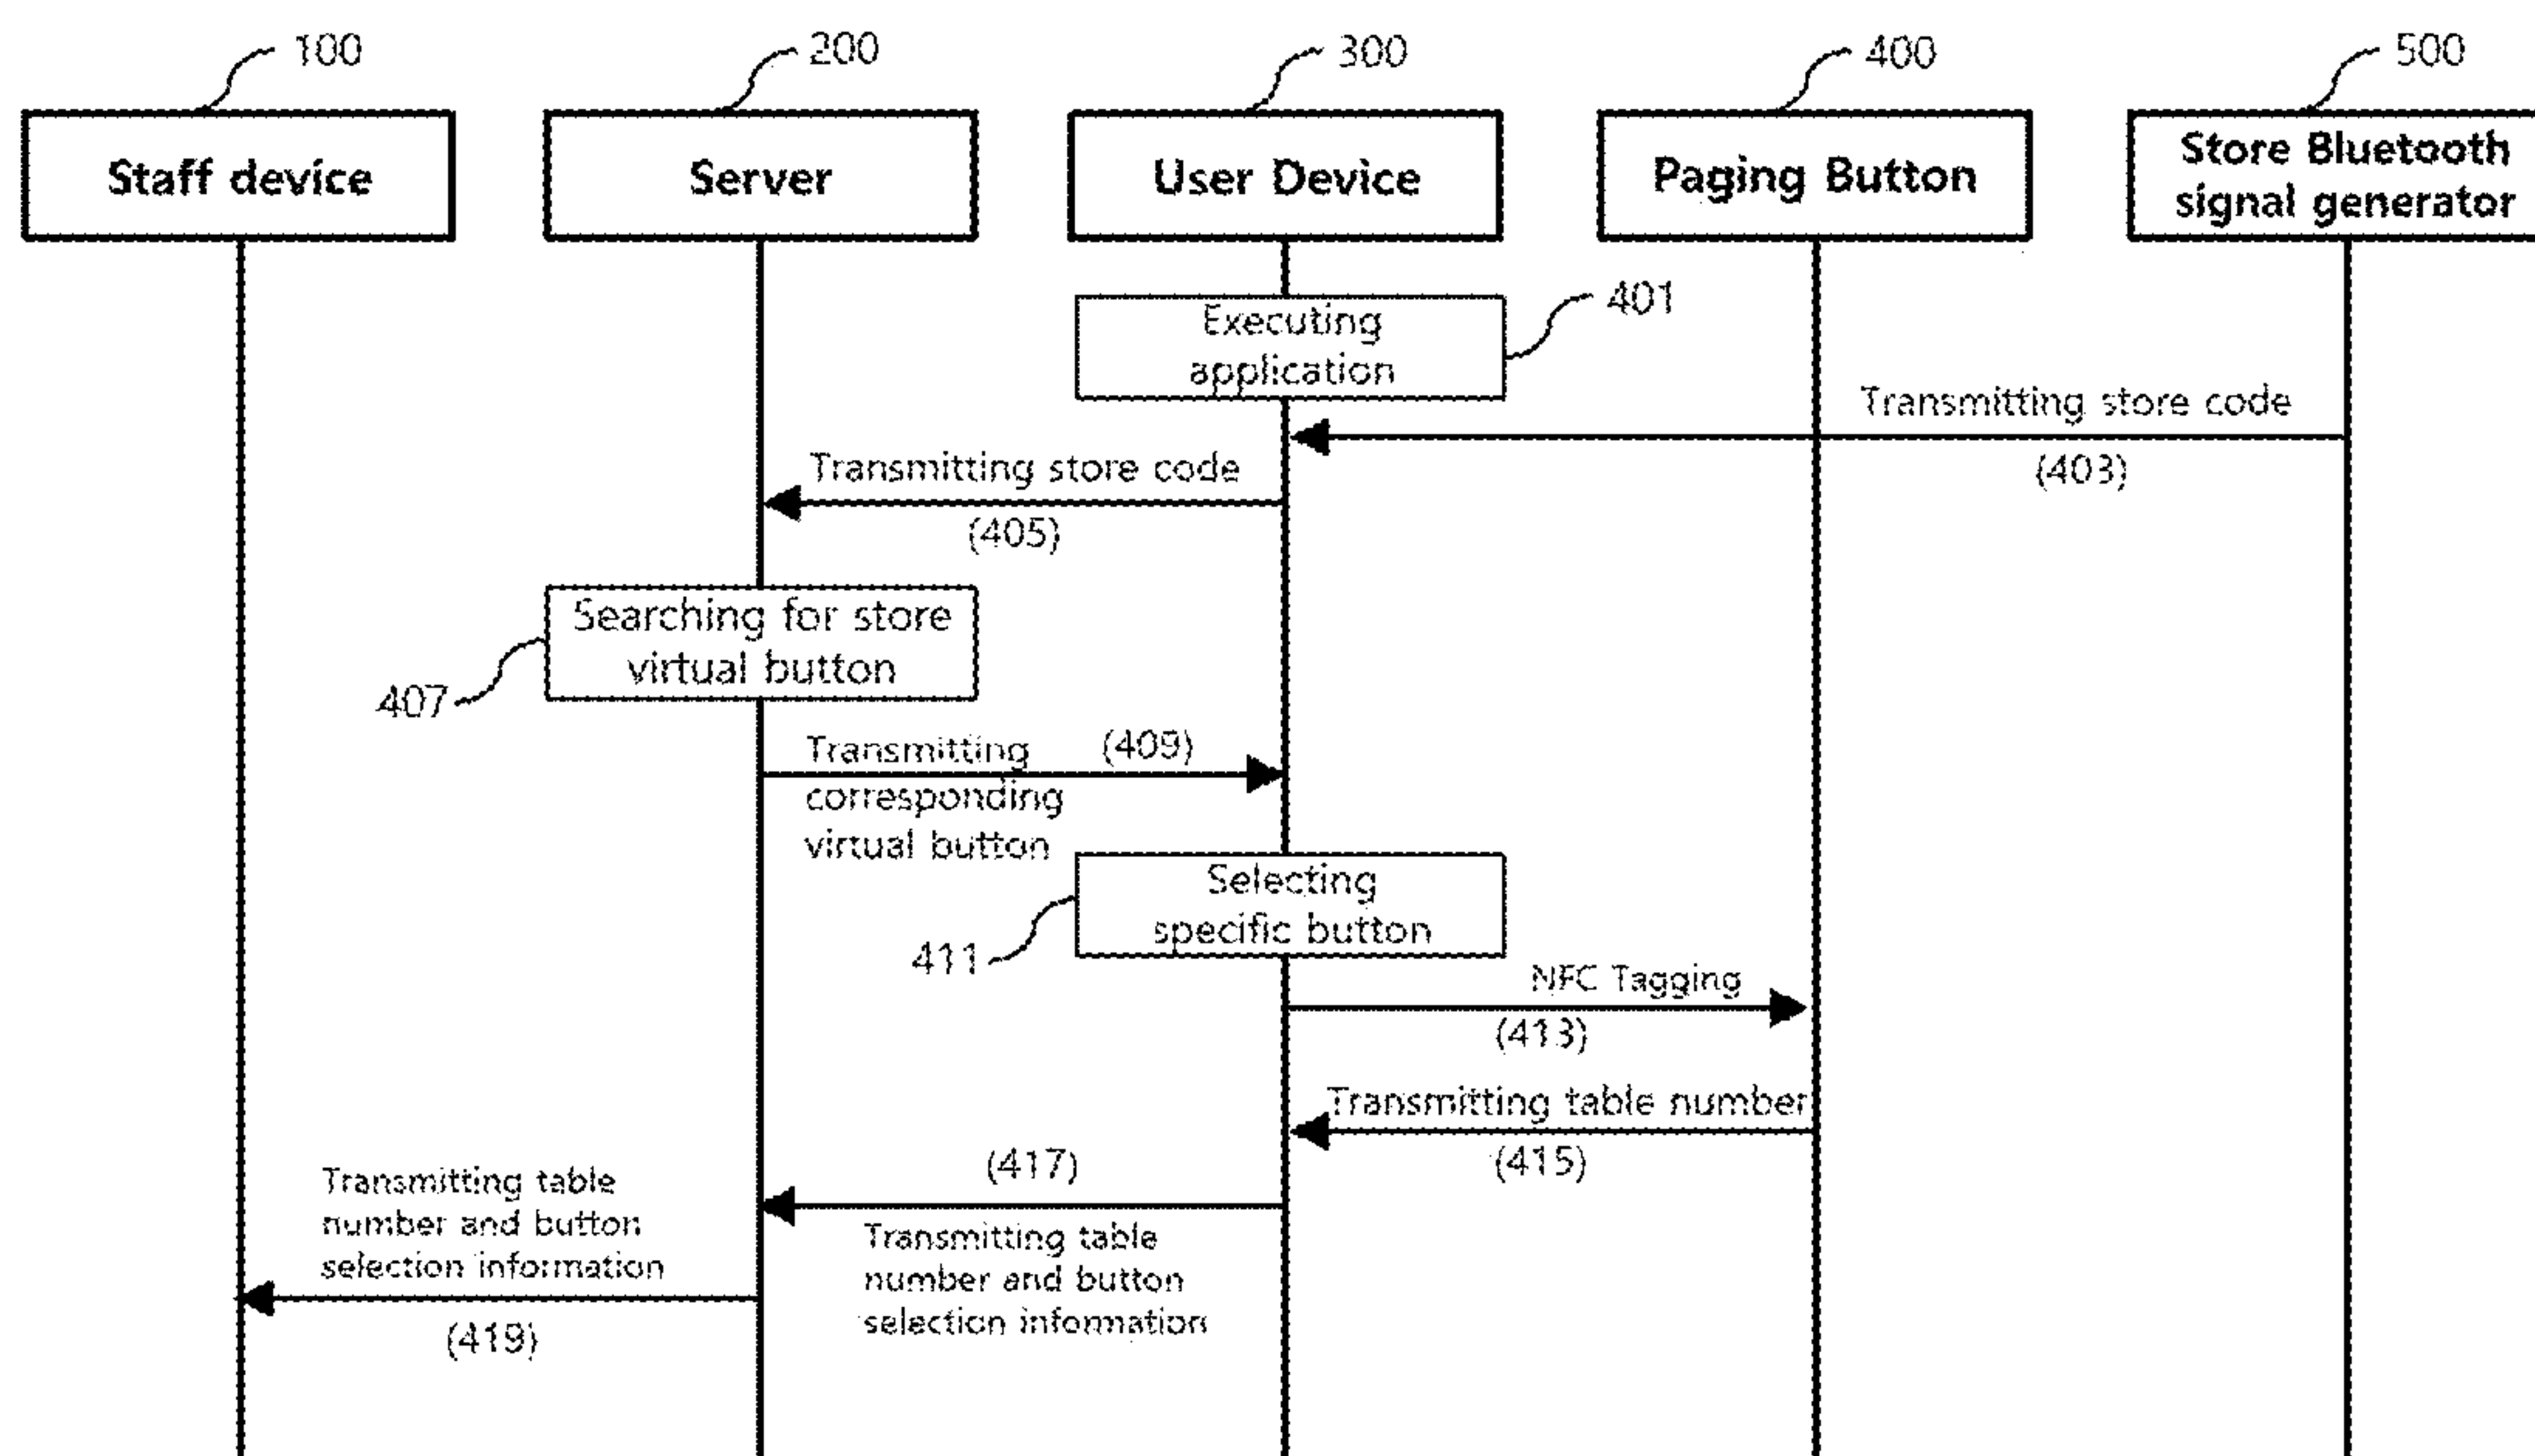 100
200
300
400
500
Staff device
Server
User Device
Paging Button
Store Bluetooth
signal generator
Executing
application
401
Transmitting store code
(403)
Transmitting store code
(405)
Searching for store
virtual button
407
Transmitting
(409)
corresponding
virtual button
Selecting
specific button
411
NFC Tagging
(413)
Transmitting table number
(415)
(417)
Transmitting table
number and button
selection information
Transmitting table
number and button
selection information
(419)